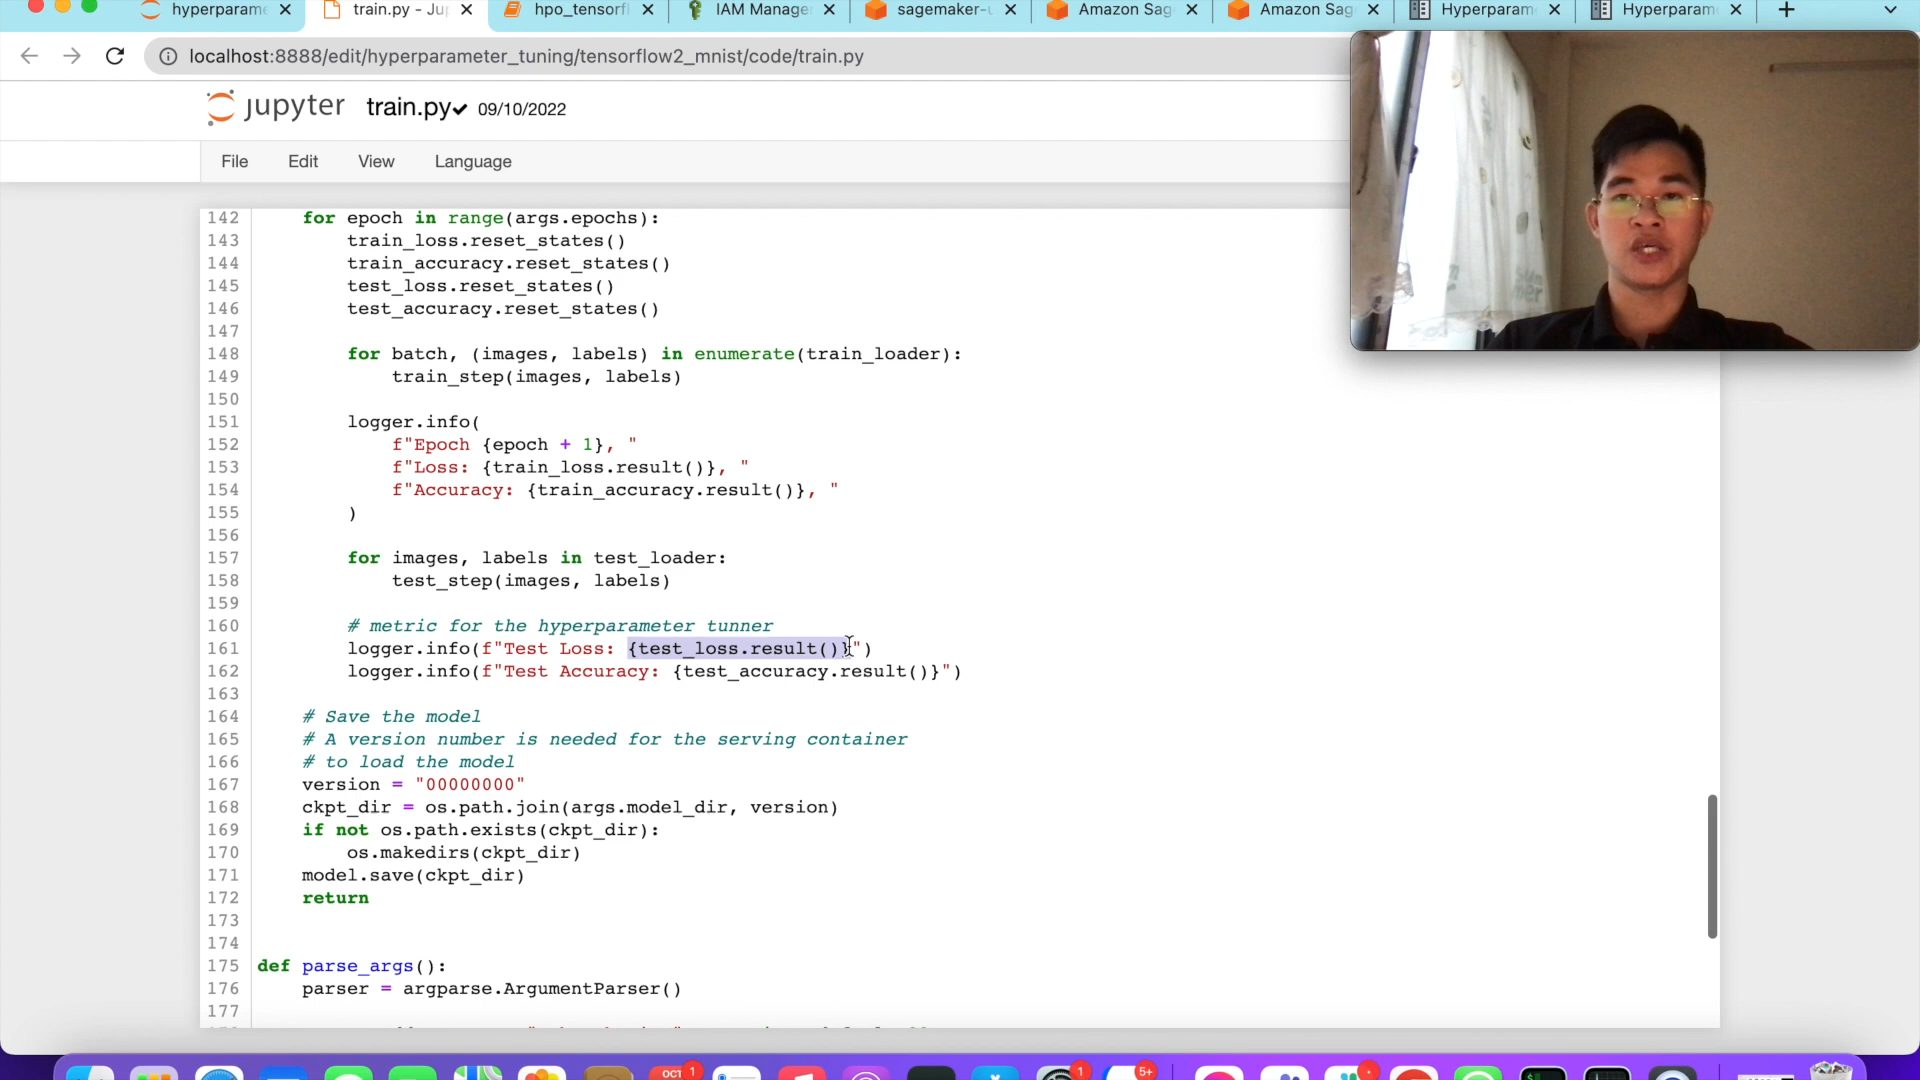 hyperparame
train.py - Ju
hpo_tensorfl
IAM Manage
sagemaker-u
Amazon Sag
Amazon Sag
Hyperparam
Hyperparam
localhost:8888/edit/hyperparameter_tuning/tensorflow2_mnist/code/train.py
jupyter train.py 09/10/2022
File Edit View Language
142 for epoch in range(args.epochs):
143 train_loss.reset_states()
144 train_accuracy.reset_states()
145 test_loss.reset_states()
146 test_accuracy.reset_states()
147
148 for batch, (images, labels) in enumerate(train_loader):
149 train_step(images, labels)
150
151 logger.info(
152 f"Epoch {epoch + 1}, "
153 f"Loss: {train_loss.result()}, "
154 f"Accuracy: {train_accuracy.result()}, "
155 )
156
157 for images, labels in test_loader:
158 test_step(images, labels)
159
160 # metric for the hyperparameter tunner
161 logger.info(f"Test Loss: {test_loss.result()}")
162 logger.info(f"Test Accuracy: {test_accuracy.result()}")
163
164 # Save the model
165 # A version number is needed for the serving container
166 # to load the model
167 version = "00000000"
168 ckpt_dir = os.path.join(args.model_dir, version)
169 if not os.path.exists(ckpt_dir):
170 os.makedirs(ckpt_dir)
171 model.save(ckpt_dir)
172 return
173
174
175 def parse_args():
176 parser = argparse.ArgumentParser()
177
OCT
1
1
5+